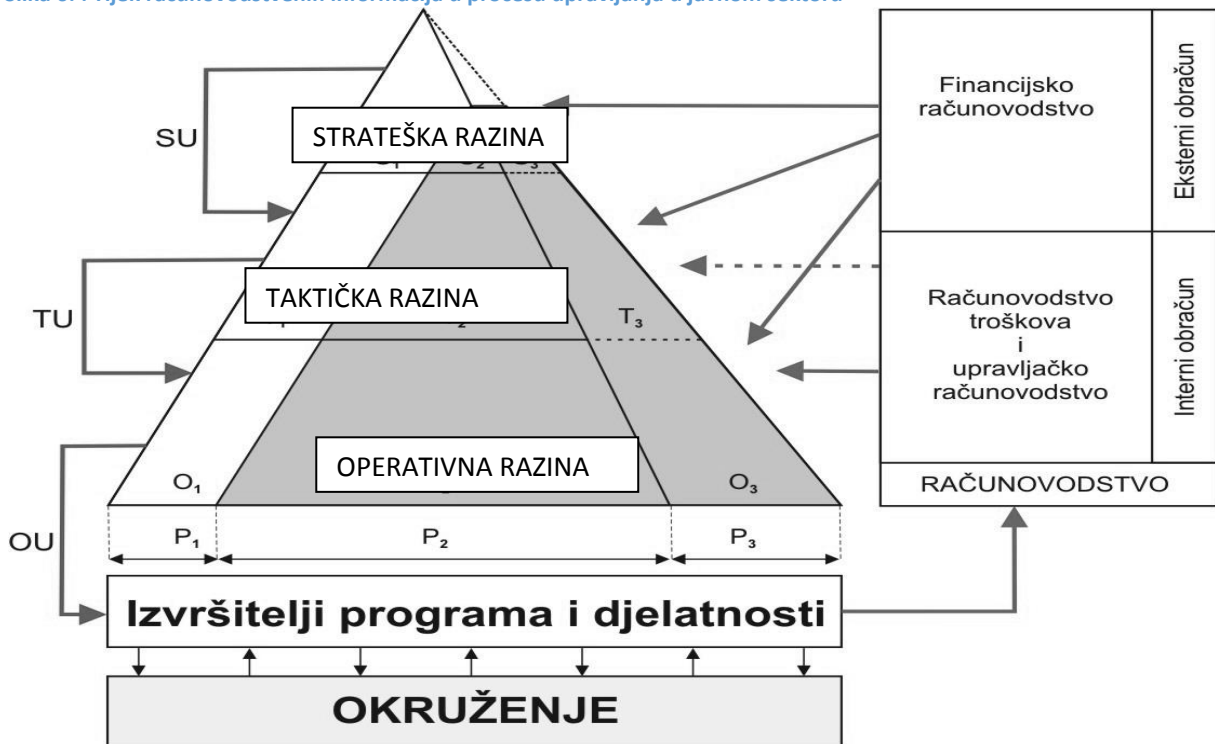 SU
STRATEŠKA RAZINA
TU
TAKTIČKA RAZINA
T₃
OPERATIVNA RAZINA
O₁
O₃
OU
P₁
P₂
P₃
Izvršitelji programa i djelatnosti
OKRUŽENJE
Financijsko
računovodstvo
Eksterni obračun
Računovodstvo
troškova
i
upravljačko
računovodstvo
Interni obračun
RAČUNOVODSTVO